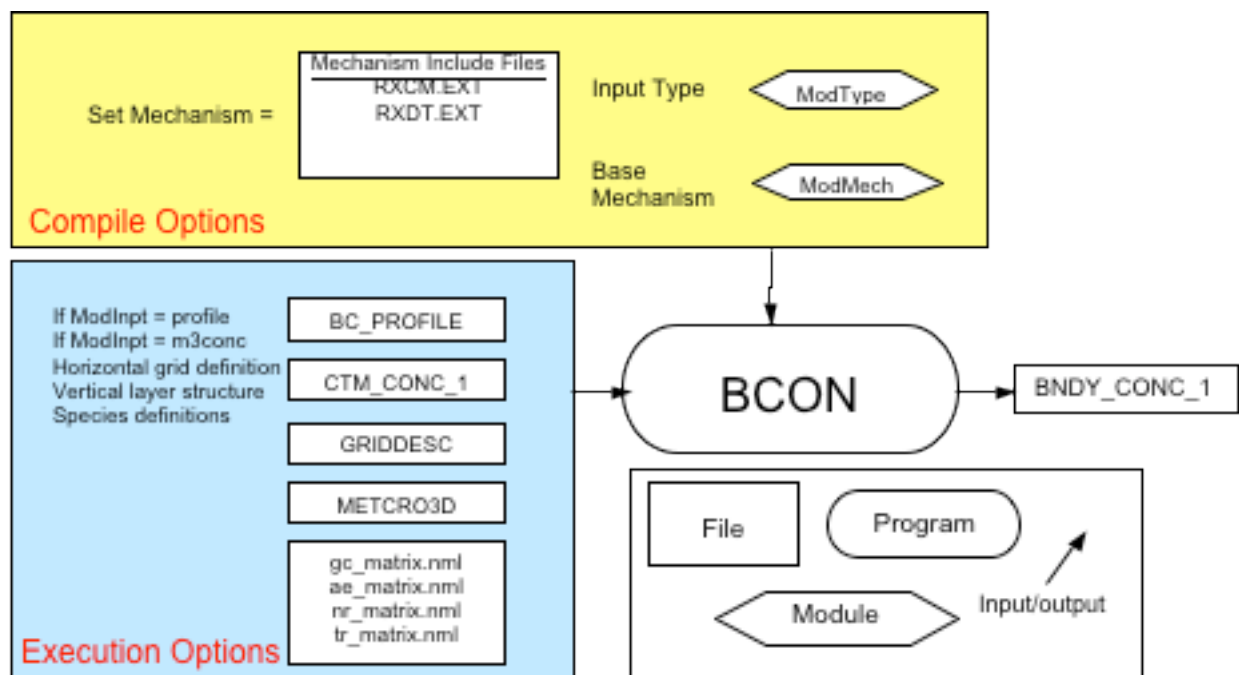 Mechanism Include Files
RXCM.EXT
RXDT.EXT
Set Mechanism =
Input Type
ModType
Base
Mechanism
ModMech
Compile Options
If ModInpt = profile
If ModInpt = m3conc
Horizontal grid definition
Vertical layer structure
Species definitions
BC_PROFILE
CTM_CONC_1
GRIDDESC
METCRO3D
gc_matrix.nml
ae_matrix.nml
nr_matrix.nml
tr_matrix.nml
Execution Options
BCON
BNDY_CONC_1
File
Program
Module
Input/output